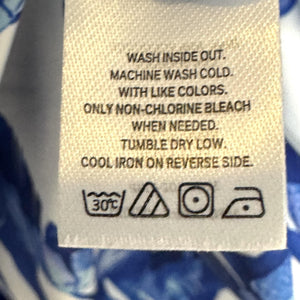 WASH INSIDE OUT.
MACHINE WASH COLD.
WITH LIKE COLORS.
ONLY NON-CHLORINE BLEACH
WHEN NEEDED.
TUMBLE DRY LOW.
COOL IRON ON REVERSE SIDE.
30°C